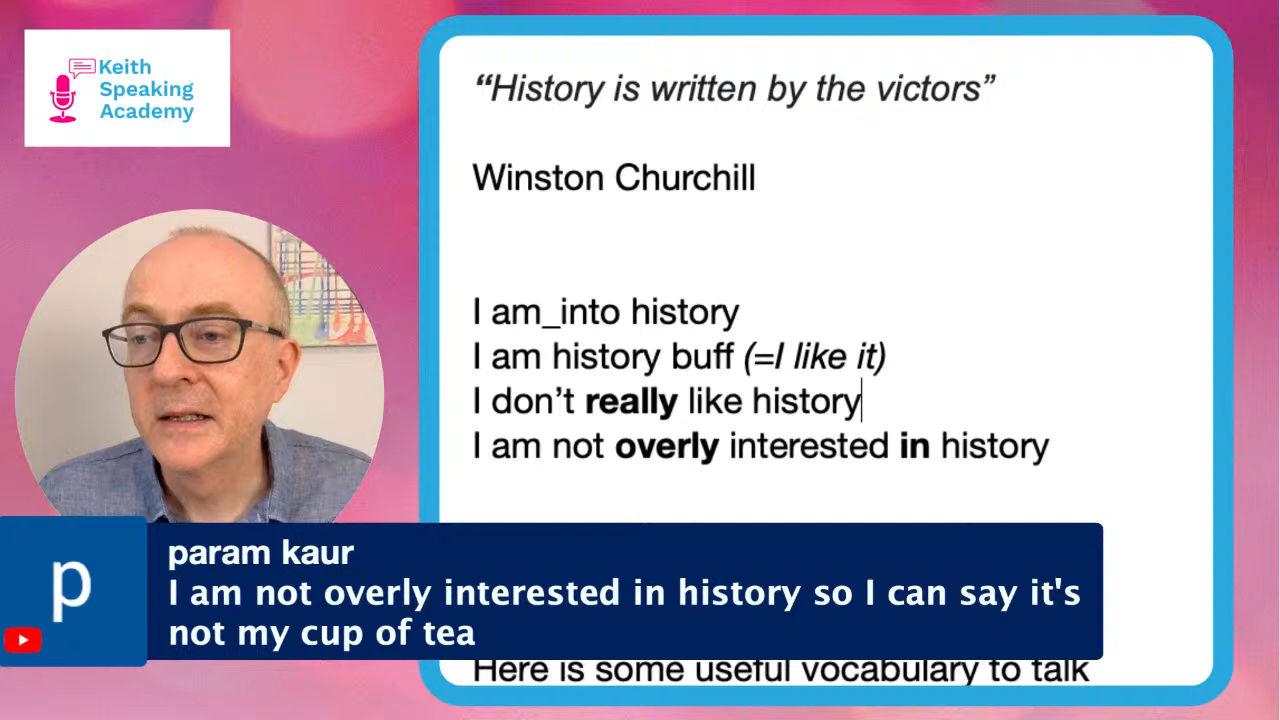 Keith
Speaking
Academy
“History is written by the victors”
Winston Churchill
I am_into history
I am history buff (=I like it)
I don’t really like history
I am not overly interested in history
p
param kaur
I am not overly interested in history so I can say it's
not my cup of tea
Here is some useful vocabulary to talk